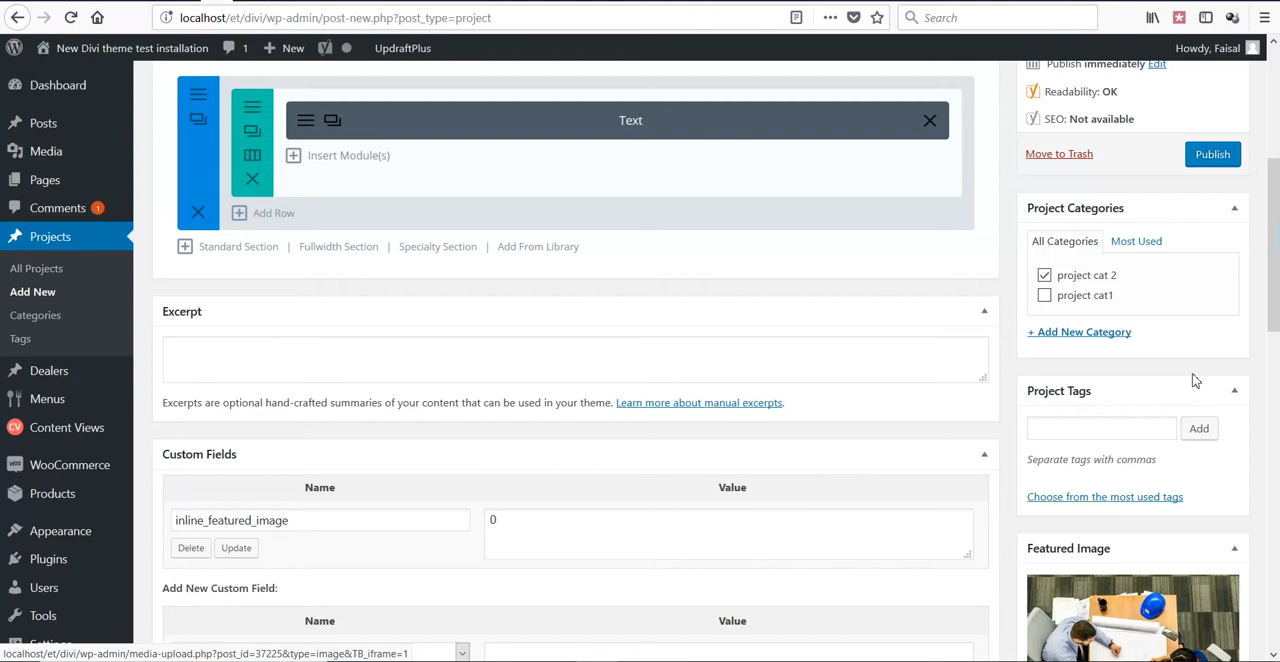 localhost/et/divi/wp-admin/post-new.php?post_type=project
Search
New Divi theme test installation
1
New
UpdraftPlus
Howdy, Faisal
Dashboard
Posts
Media
Pages
Comments 1
Projects
All Projects
Add New
Categories
Tags
Dealers
Menus
CV Content Views
WooCommerce
Products
Appearance
Plugins
Users
Tools
Text
Insert Module(s)
Add Row
Standard Section | Fullwidth Section | Specialty Section | Add From Library
Excerpt
Excerpts are optional hand-crafted summaries of your content that can be used in your theme. Learn more about manual excerpts.
Custom Fields
Name Value
inline_featured_image 0
Delete Update
Add New Custom Field:
Name Value
Publish immediately Edit
Readability: OK
SEO: Not available
Move to Trash Publish
Project Categories
All Categories Most Used
project cat 2
project cat1
+ Add New Category
Project Tags
Add
Separate tags with commas
Choose from the most used tags
Featured Image
localhost/et/divi/wp-admin/media-upload.php?post_id=37225&type=image&TB_iframe=1